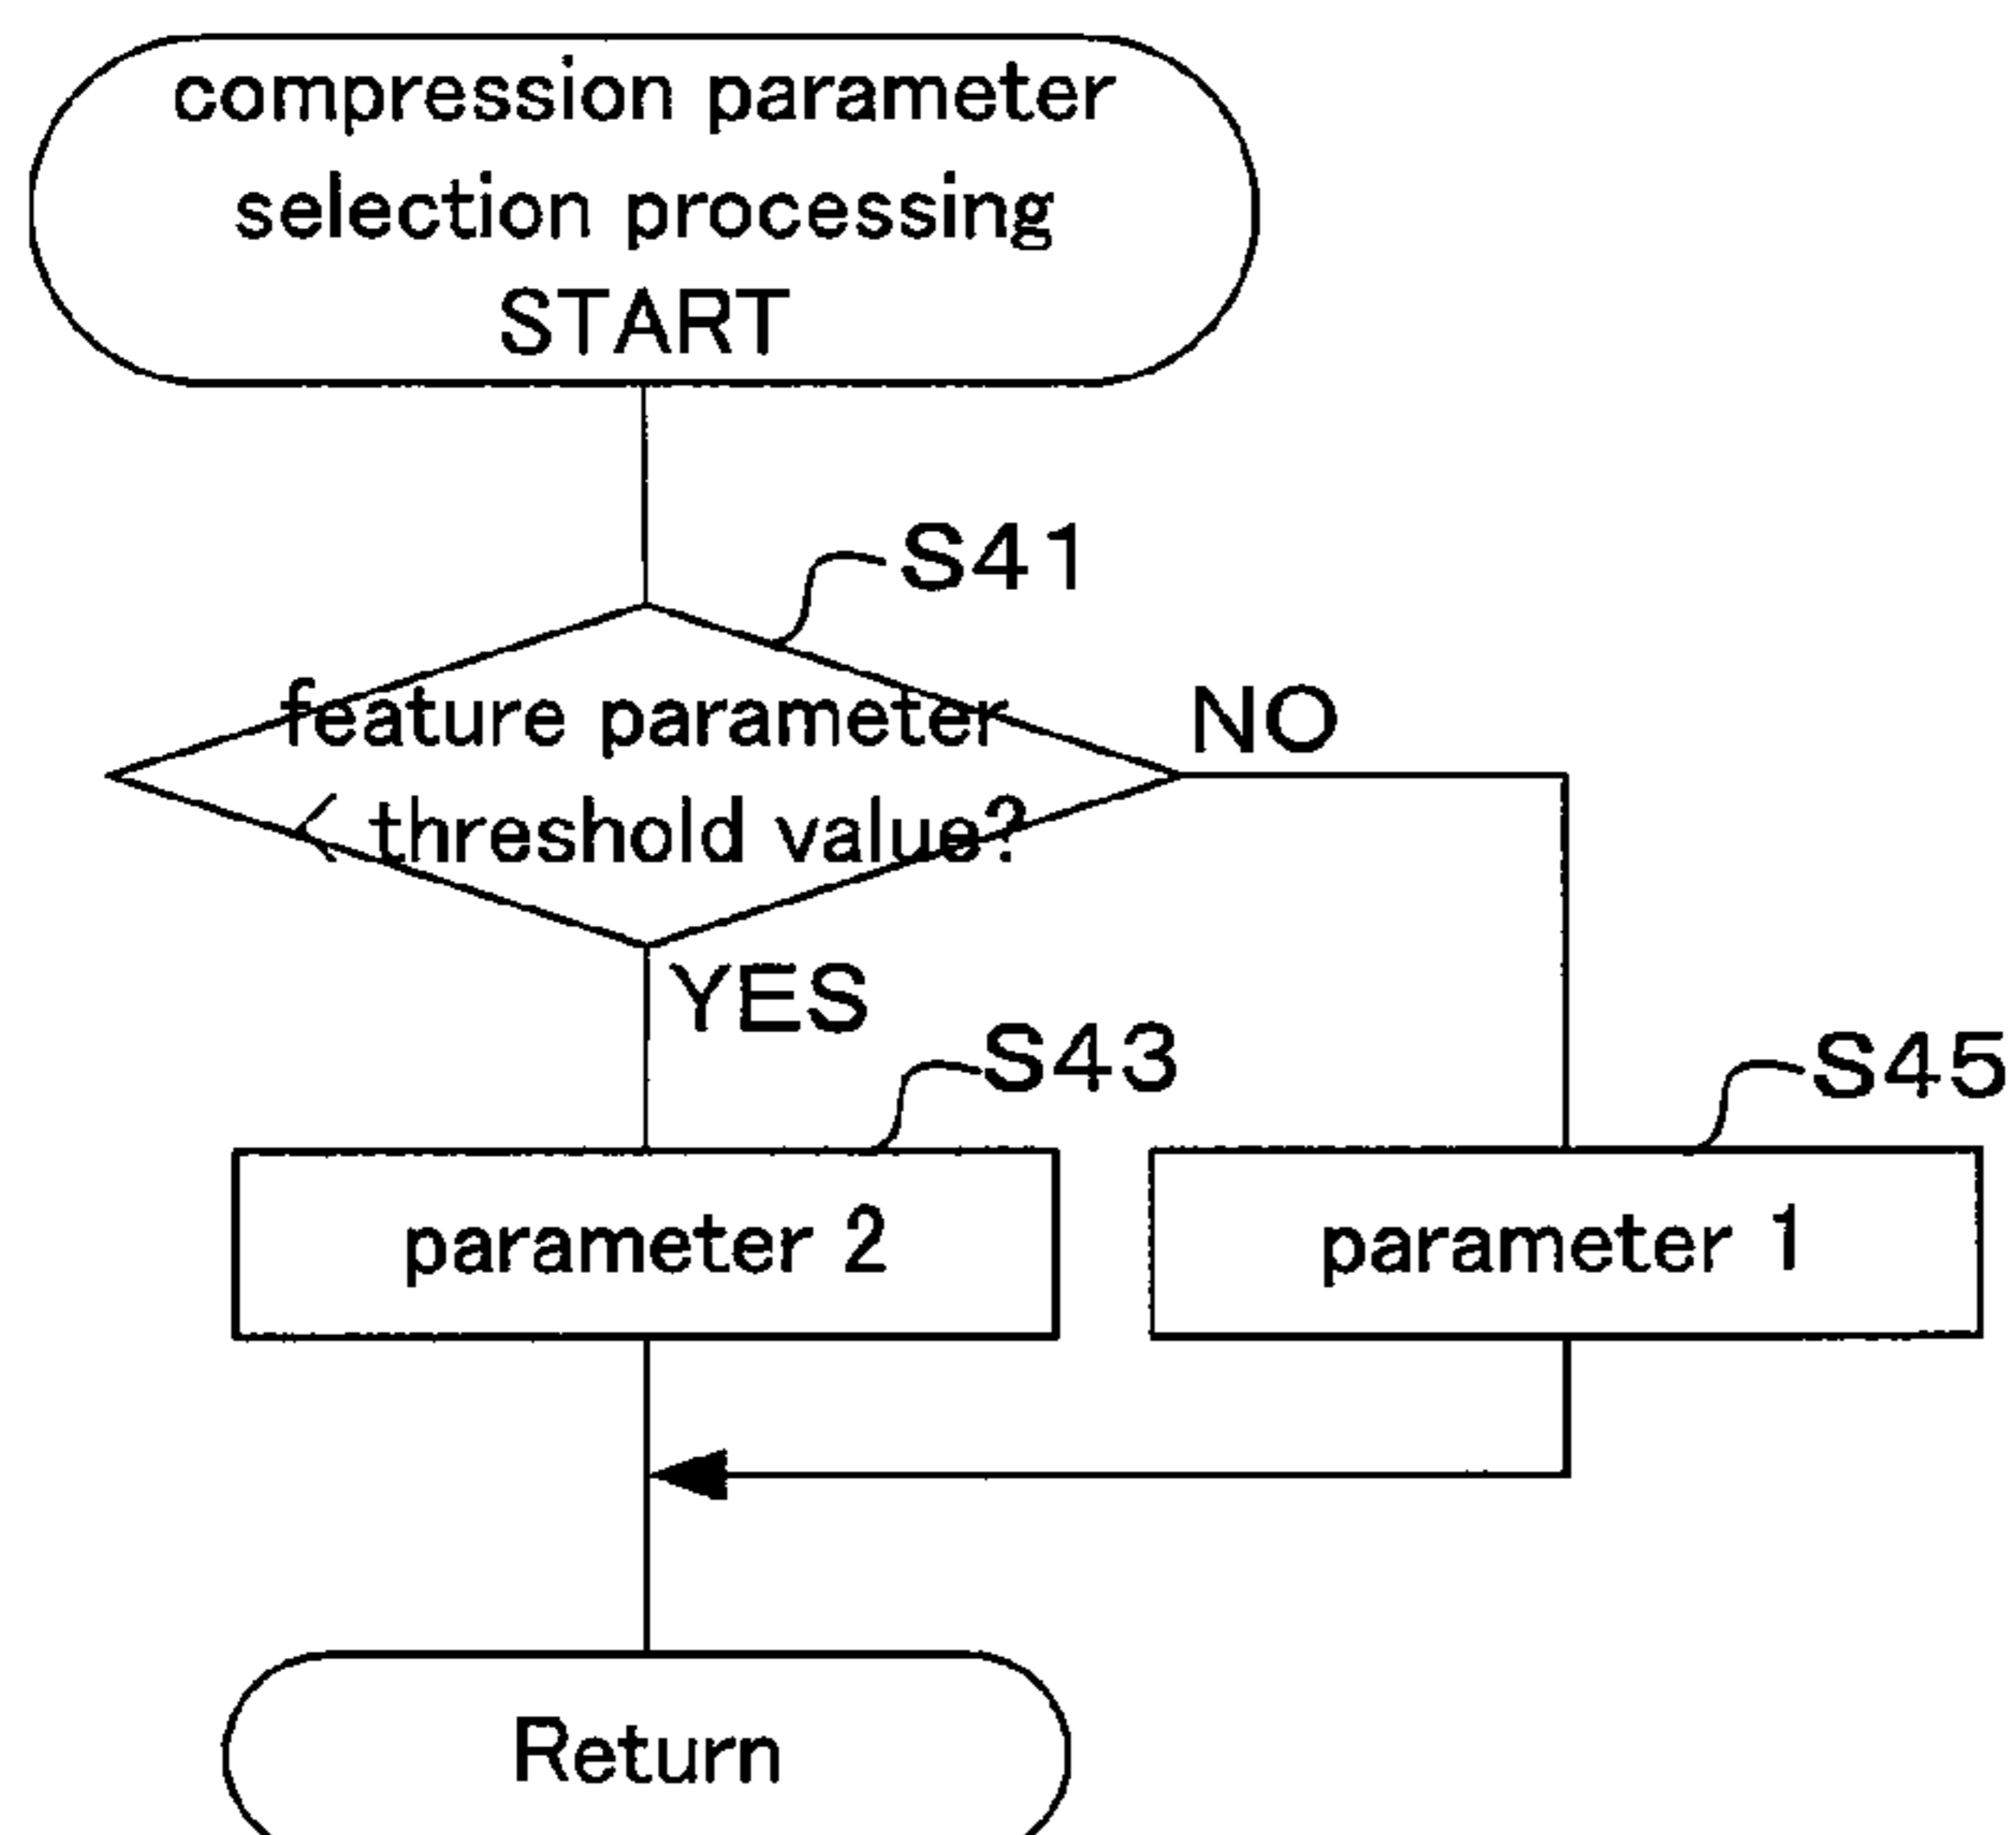 compression parameter
selection processing
START
S41
feature parameter
< threshold value?
NO
YES
S43
S45
parameter 2
parameter 1
Return